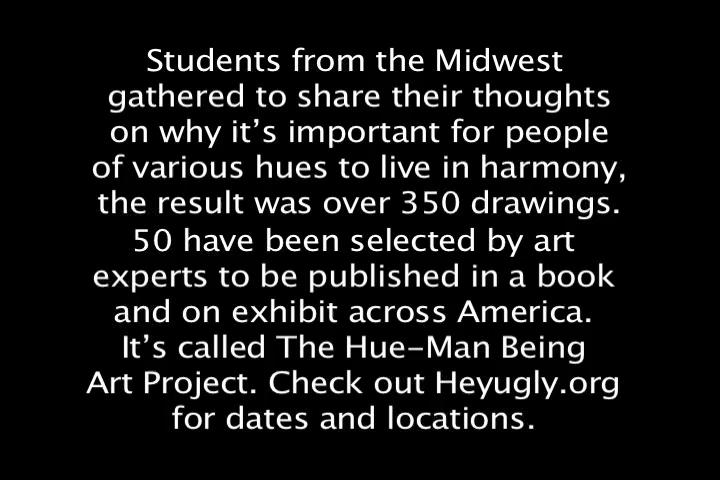 Students from the Midwest
gathered to share their thoughts
on why it’s important for people
of various hues to live in harmony,
the result was over 350 drawings.
50 have been selected by art
experts to be published in a book
and on exhibit across America.
It’s called The Hue-Man Being
Art Project. Check out Heyugly.org
for dates and locations.